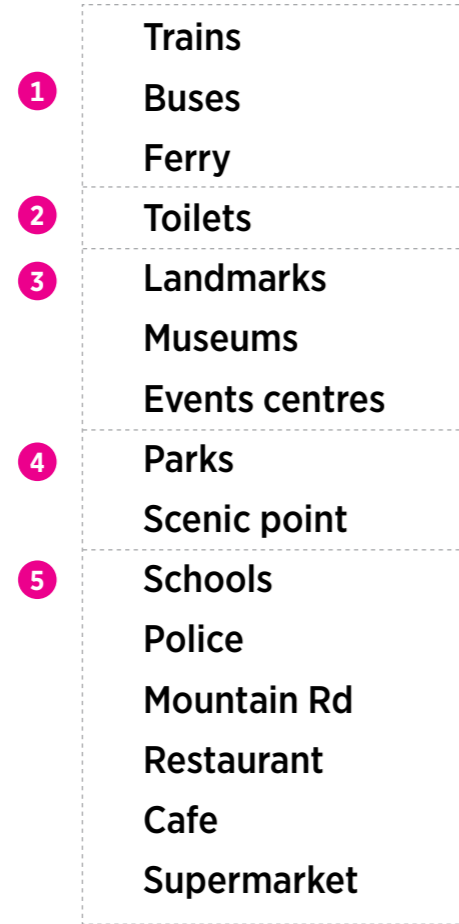 Trains
1 Buses
Ferry
2 Toilets
3 Landmarks
Museums
Events centres
4 Parks
Scenic point
5 Schools
Police
Mountain Rd
Restaurant
Cafe
Supermarket